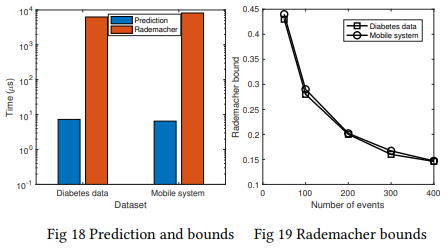 10^4
10^3
10^2
10^1
10^0
10^-1
Time (μs)
Prediction
Rademacher
Diabetes data
Mobile system
Dataset
Fig 18 Prediction and bounds
0.45
0.4
0.35
0.3
0.25
0.2
0.15
0.1
Rademacher bound
Diabetes data
Mobile system
0
100
200
300
400
Number of events
Fig 19 Rademacher bounds